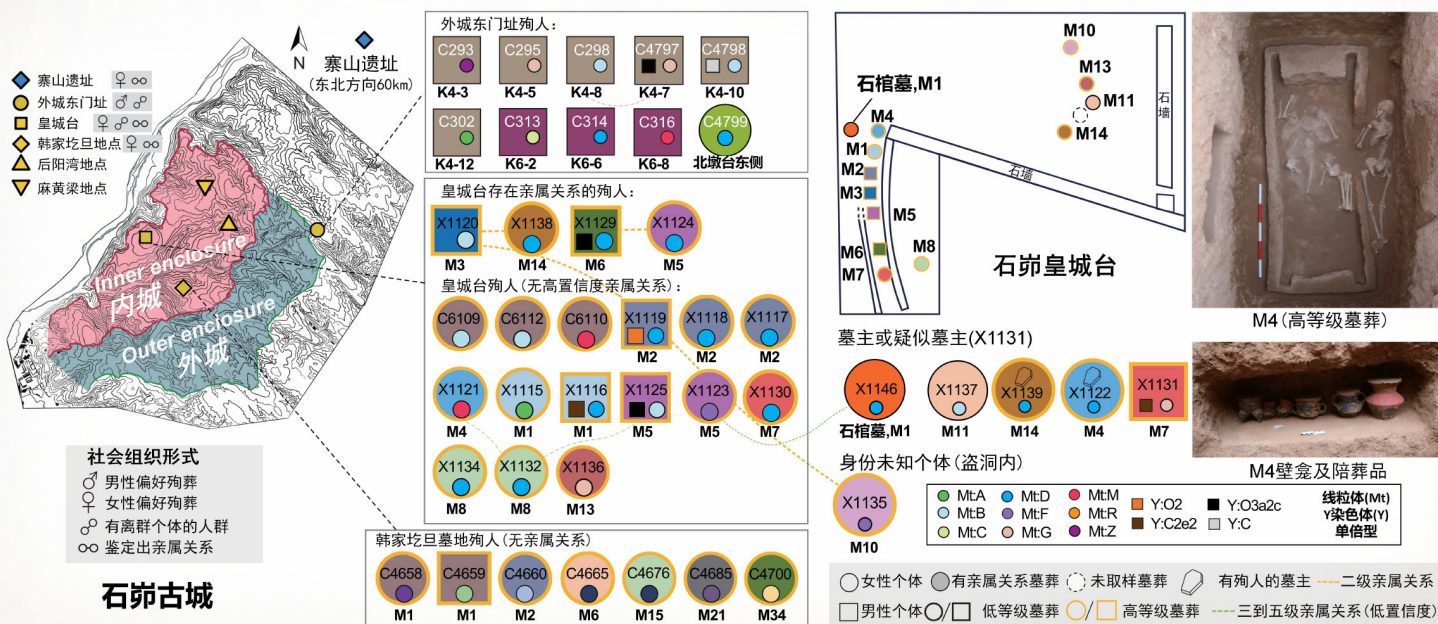 N
寨山遗址
(东北方向60km)
寨山遗址
外城东门址
皇城台
韩家圪旦地点
后阳湾地点
麻黄梁地点
Inner enclosure
内城
Outer enclosure
外城
社会组织形式
男性偏好殉葬
女性偏好殉葬
有离群个体的人群
鉴定出亲属关系
石峁古城
外城东门址殉人：
C293 C295 C298 C4797 C4798
K4-3 K4-5 K4-8 K4-7 K4-10
C302 C313 C314 C316 C4799
K4-12 K6-2 K6-6 K6-8 北墩台东侧
皇城台存在亲属关系的殉人：
X1120 X1138 X1129 X1124
M3 M14 M6 M5
皇城台殉人(无高置信度亲属关系)：
C6109 C6112 C6110 X1119 X1118 X1117
M2 M2 M2
X1121 X1115 X1116 X1125 X1123 X1130
M4 M1 M1 M5 M5 M7
X1134 X1132 X1136
M8 M8 M13
韩家圪旦墓地殉人(无亲属关系)
C4658 C4659 C4660 C4665 C4676 C4685 C4700
M1 M1 M2 M6 M15 M21 M34
石棺墓,M1
M4
M1
M2
M3
M5
M6
M7
M8
M10
M13
M11
M14
石墙
石墙
石峁皇城台
M4(高等级墓葬)
M4壁龛及陪葬品
墓主或疑似墓主(X1131)
X1146 X1137 X1139 X1122 X1131
石棺墓,M1 M11 M14 M4 M7
身份未知个体(盗洞内)
X1135
M10
Mt:A Mt:D Mt:M Y:O2 Y:O3a2c 线粒体(Mt)
Mt:B Mt:F Mt:R Y:C2e2 Y:C Y染色体(Y)
Mt:C Mt:G Mt:Z 单倍型
女性个体 有亲属关系墓葬 未取样墓葬 有殉人的墓主 二级亲属关系
男性个体 / 低等级墓葬 / 高等级墓葬 三到五级亲属关系(低置信度)